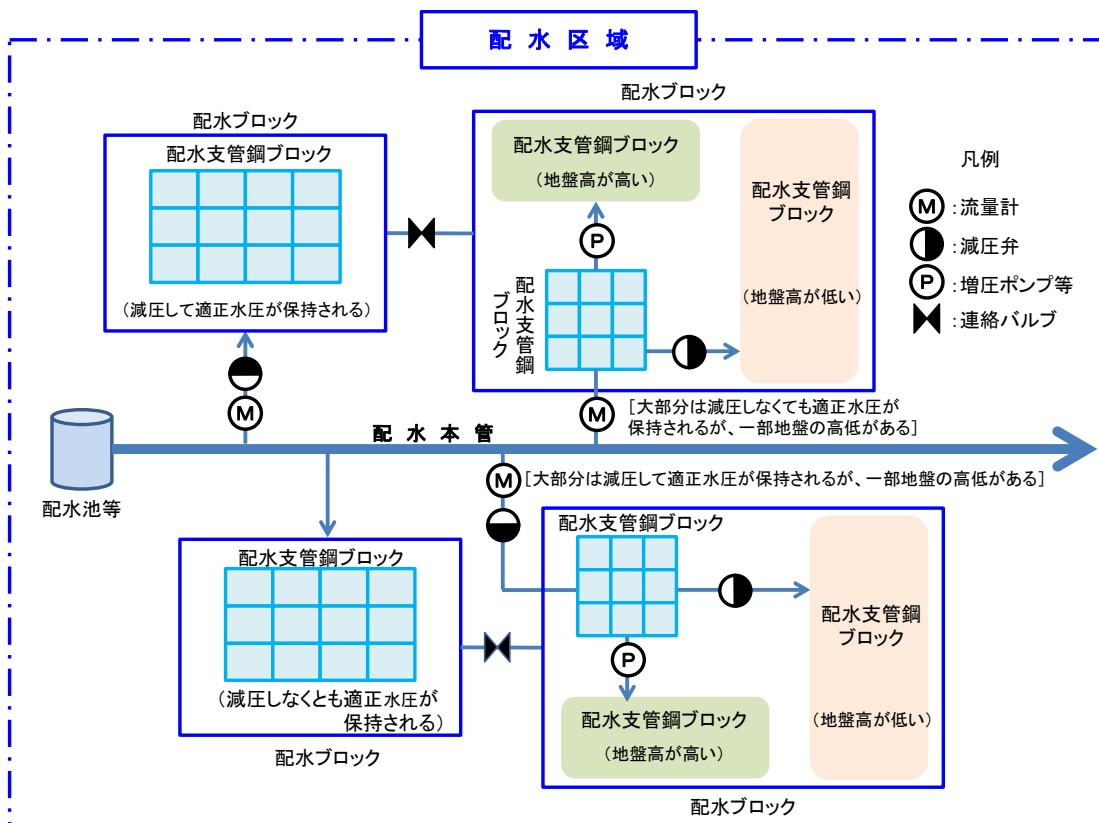 配水区域
配水ブロック
配水支管鋼ブロック
（減圧して適正水圧が保持される）
配水ブロック
配水支管鋼ブロック
（地盤高が高い）
配水支管鋼
ブロック
（地盤高が低い）
P
配水支管鋼
ブロック
凡例
M :流量計
:減圧弁
P :増圧ポンプ等
:連絡バルブ
M
M
［大部分は減圧しなくても適正水圧が
保持されるが、一部地盤の高低がある］
配水本管
配水池等
M
［大部分は減圧して適正水圧が保持されるが、一部地盤の高低がある］
配水支管鋼ブロック
（減圧しなくとも適正水圧が
保持される）
配水ブロック
配水支管鋼ブロック
P
配水支管鋼ブロック
（地盤高が高い）
配水支管鋼
ブロック
（地盤高が低い）
配水ブロック